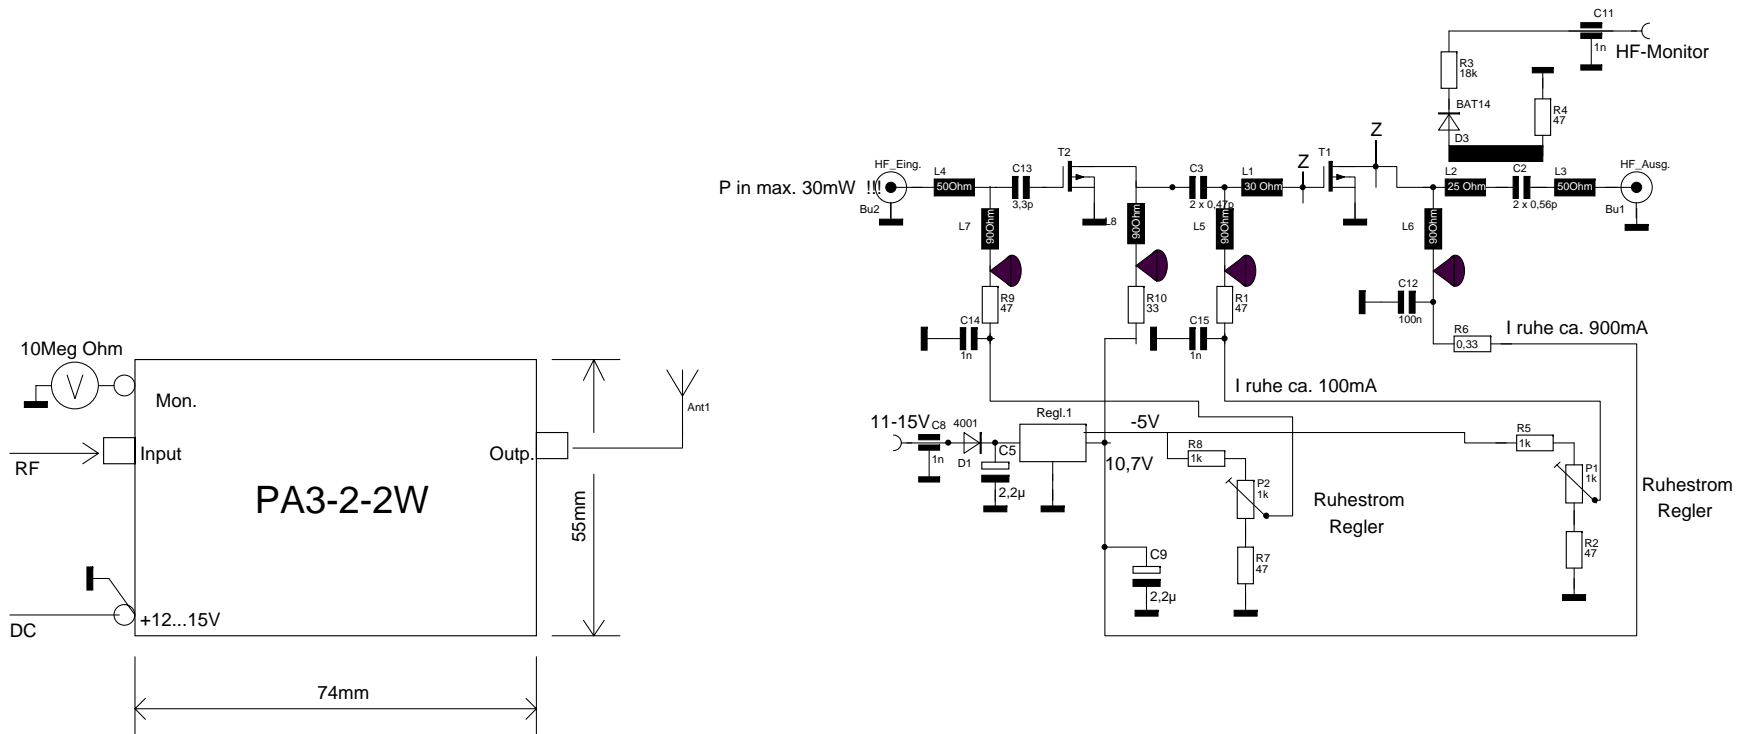 10Meg Ohm
V
Mon.
RF
Input
Outp.
Ant1
PA3-2-2W
55mm
DC
+12...15V
74mm
C11
1n
HF-Monitor
R3
18k
BAT14
D3
R4
47
P in max. 30mW !!!
HF_Eing.
Bu2
L4
50Ohm
C13
3,3p
T2
C3
2 x 0,47p
L1
30 Ohm
Z
T1
Z
L2
25 Ohm
C2
2 x 0,56p
L3
50Ohm
HF_Ausg.
Bu1
L7
90Ohm
L8
90Ohm
L5
90Ohm
L6
90Ohm
R9
47
R10
33
R1
47
C12
100n
C14
1n
C15
1n
R6
0,33
I ruhe ca. 900mA
I ruhe ca. 100mA
11-15V
C8
1n
4001
D1
C5
2,2µ
Regl.1
-5V
10,7V
R8
1k
P2
1k
Ruhestrom
Regler
R7
47
C9
2,2µ
R5
1k
P1
1k
Ruhestrom
Regler
R2
47